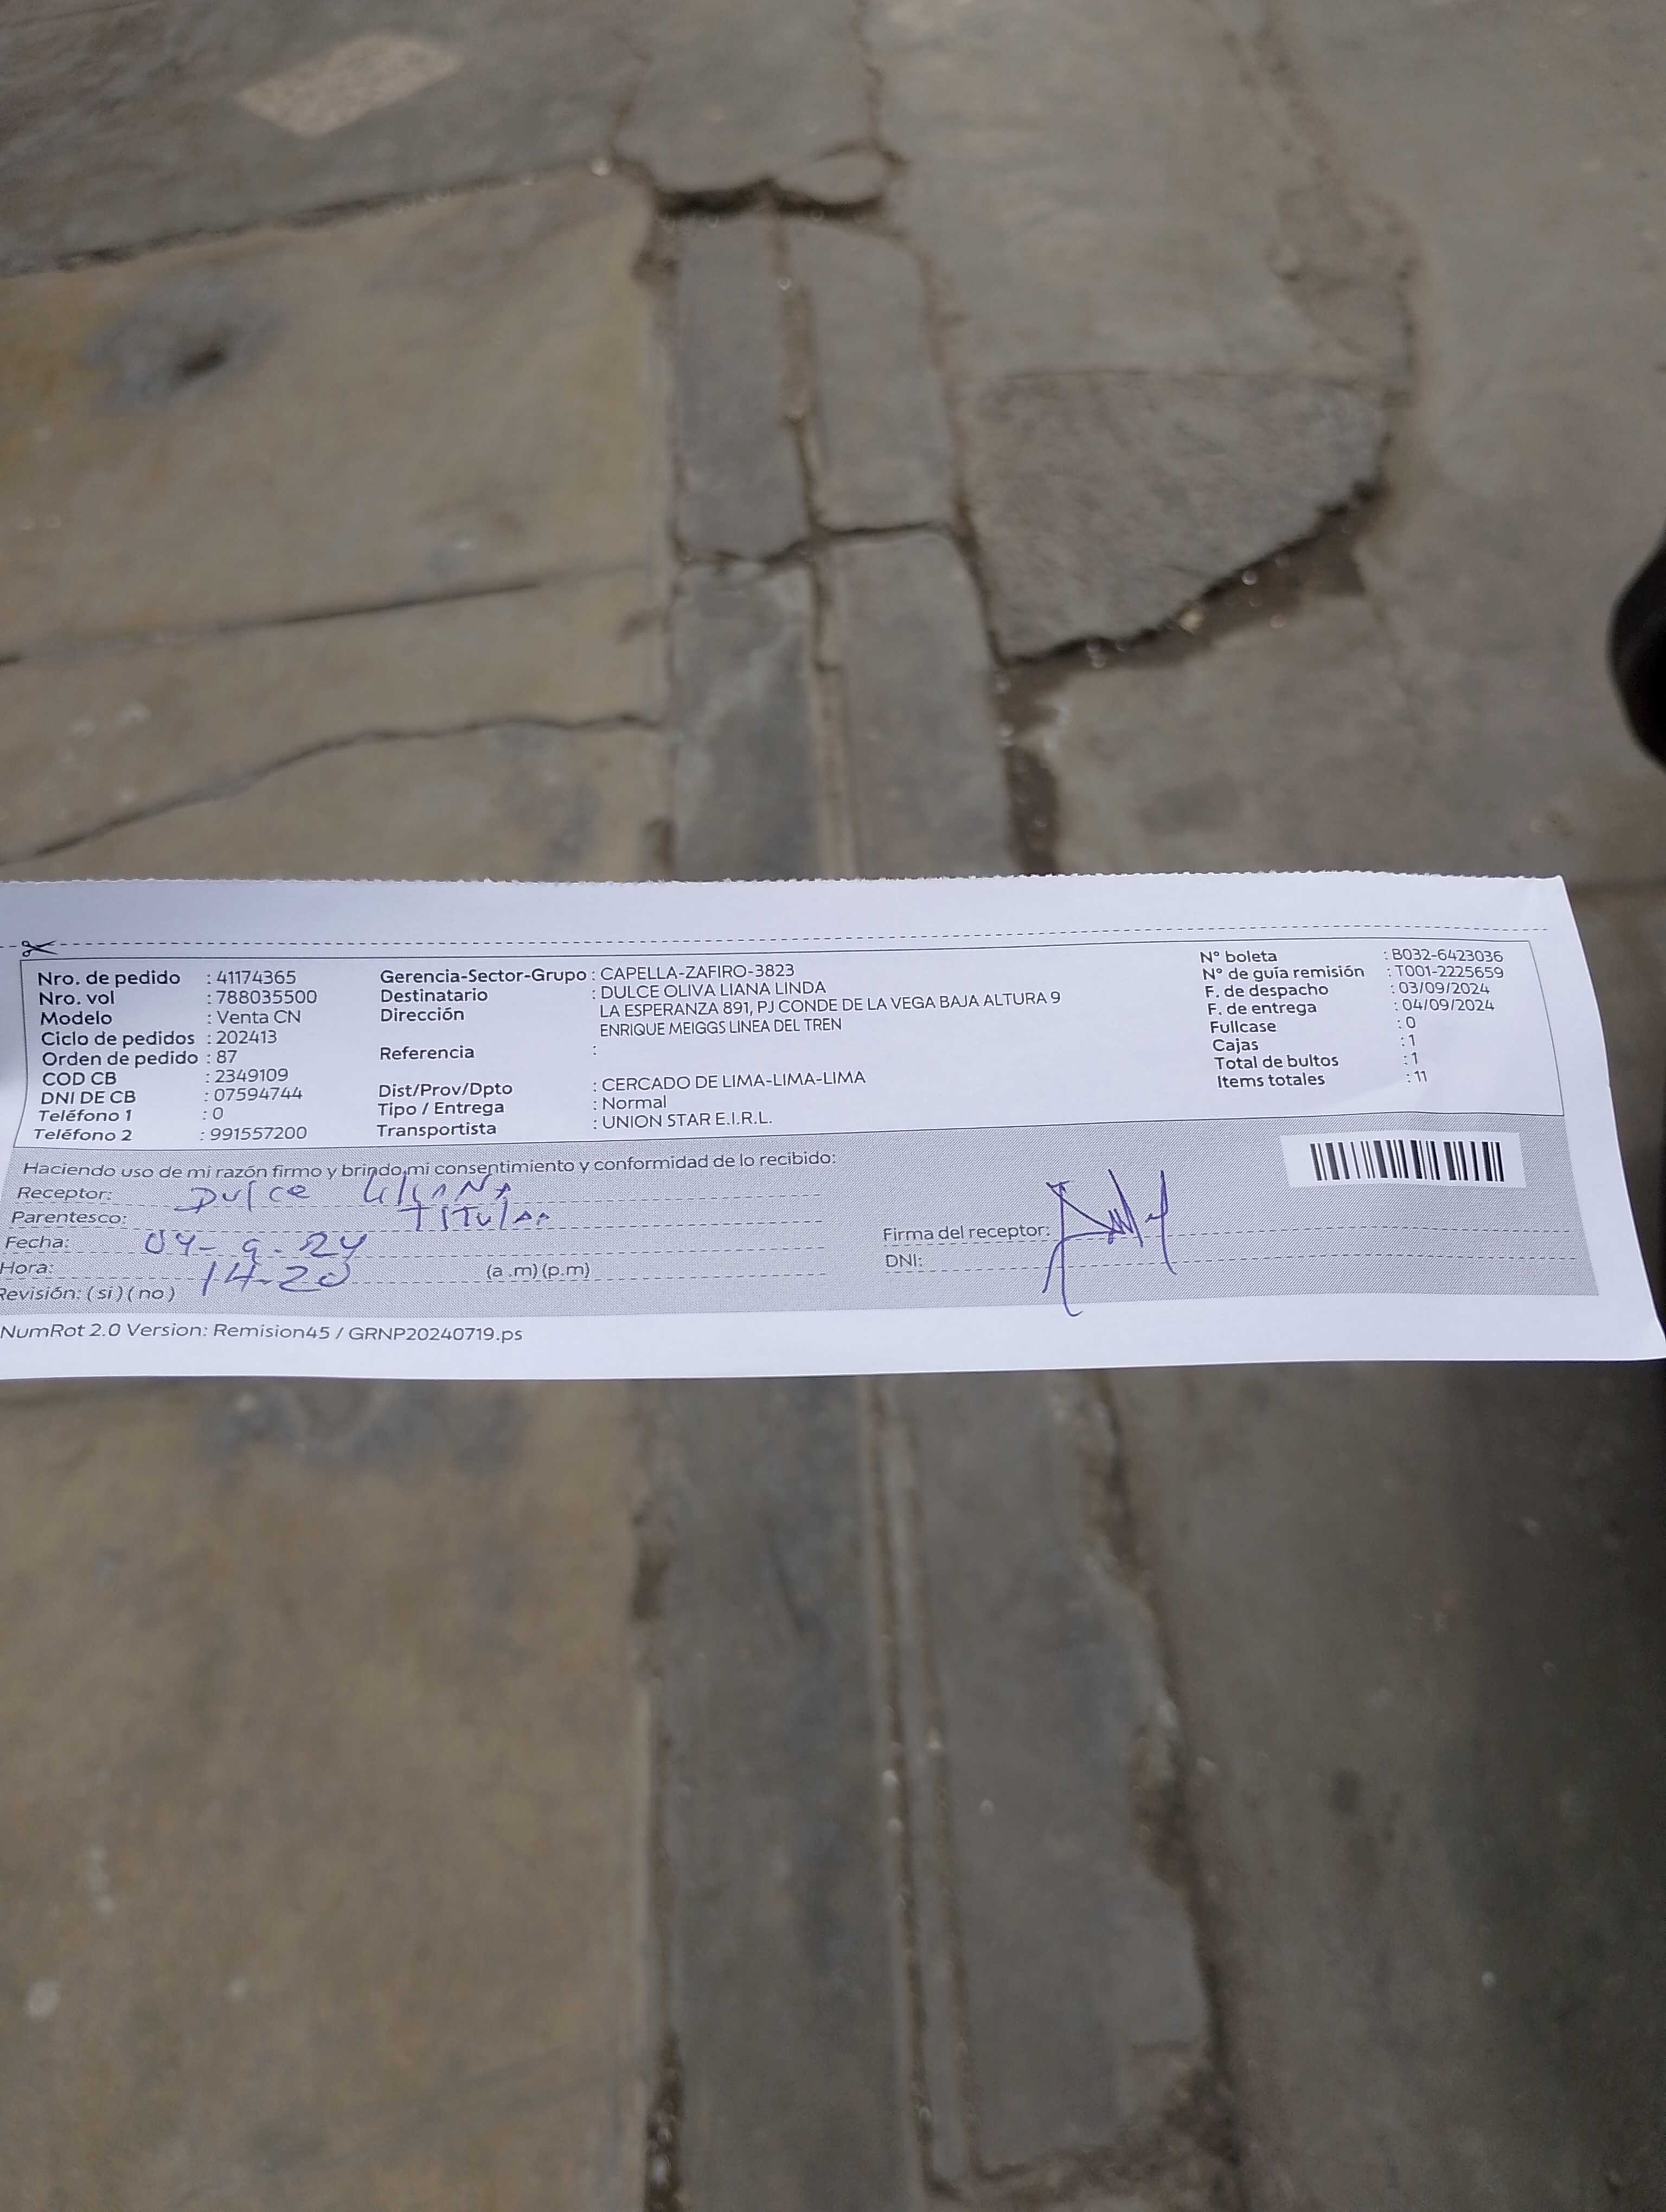 Nro. de pedido : 41174365
Nro. vol : 788035500
Modelo : Venta CN
Ciclo de pedidos : 202413
Orden de pedido : 87
COD CB : 2349109
DNI DE CB : 07594744
Teléfono 1 : 0
Teléfono 2 : 991557200
Gerencia-Sector-Grupo : CAPELLA-ZAFIRO-3823
Destinatario : DULCE OLIVA LIANA LINDA
Dirección : LA ESPERANZA 891, PJ CONDE DE LA VEGA BAJA ALTURA 9
ENRIQUE MEIGGS LINEA DEL TREN
Referencia :
Dist/Prov/Dpto : CERCADO DE LIMA-LIMA-LIMA
Tipo / Entrega : Normal
Transportista : UNION STAR E.I.R.L.
N° boleta : B032-6423036
N° de guía remisión : T001-2225659
F. de despacho : 03/09/2024
F. de entrega : 04/09/2024
Fullcase : 0
Cajas : 1
Total de bultos : 1
Items totales : 11
Haciendo uso de mi razón firmo y brindo mi consentimiento y conformidad de lo recibido:
Receptor: Dulce LiliANA
Parentesco: TITulAR
Fecha: 04-9-24
Hora: 14-20 (a .m) (p.m)
Revisión: ( si ) ( no )
Firma del receptor:
DNI:
NumRot 2.0 Version: Remision45 / GRNP20240719.ps